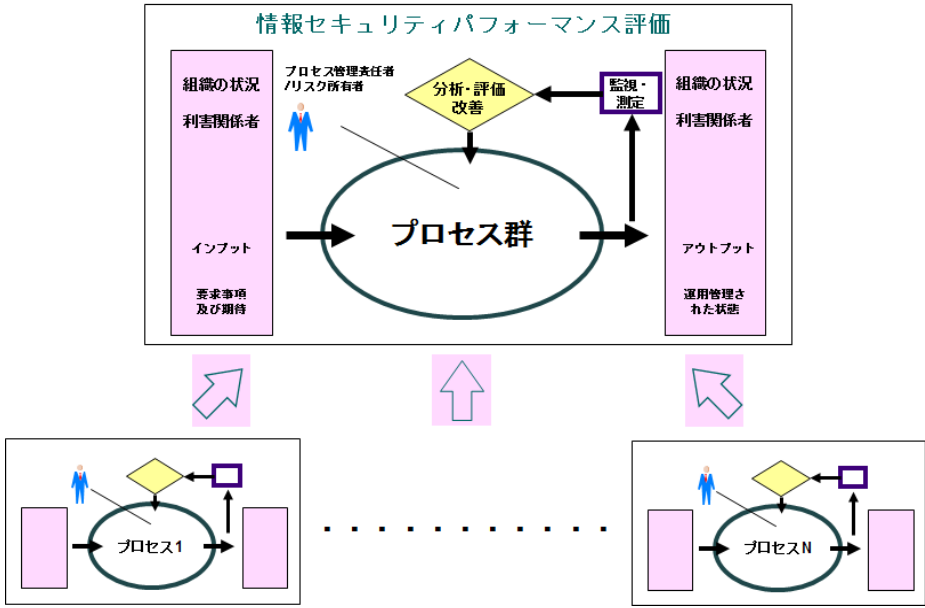 情報セキュリティパフォーマンス評価
組織の状況
利害関係者
インプット
要求事項
及び期待
プロセス管理責任者
/リスク所有者
分析・評価
改善
監視・
測定
プロセス群
組織の状況
利害関係者
アウトプット
運用管理さ
れた状態
プロセス1
・・・・・・・・・・・
プロセスN